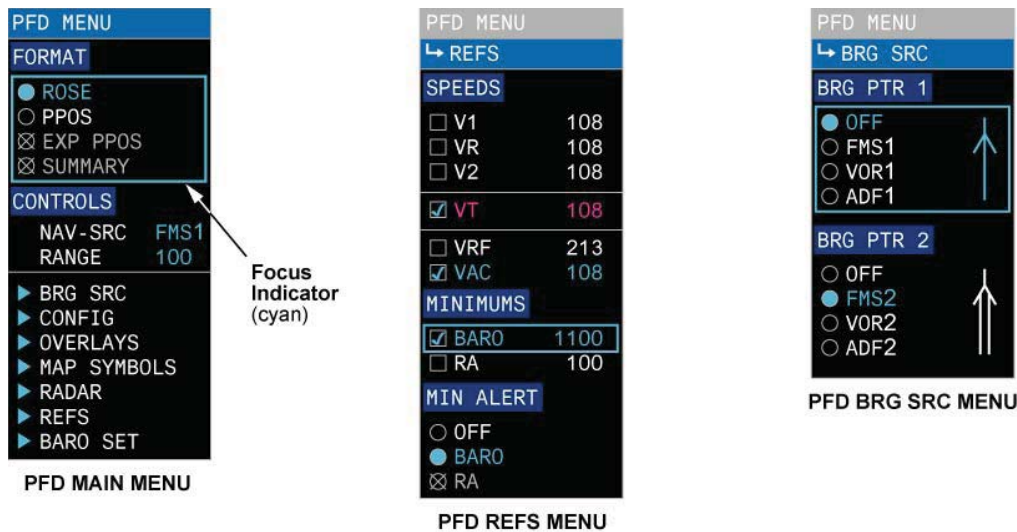 PFD MENU
FORMAT
ROSE
PPOS
EXP PPOS
SUMMARY
CONTROLS
NAV-SRC FMS1
RANGE 100
BRG SRC
CONFIG
OVERLAYS
MAP SYMBOLS
RADAR
REFS
BARO SET
PFD MAIN MENU
Focus
Indicator
(cyan)
PFD MENU
REFS
SPEEDS
V1 108
VR 108
V2 108
VT 108
VRF 213
VAC 108
MINIMUMS
BARO 1100
RA 100
MIN ALERT
OFF
BARO
RA
PFD REFS MENU
PFD MENU
BRG SRC
BRG PTR 1
OFF
FMS1
VOR1
ADF1
BRG PTR 2
OFF
FMS2
VOR2
ADF2
PFD BRG SRC MENU